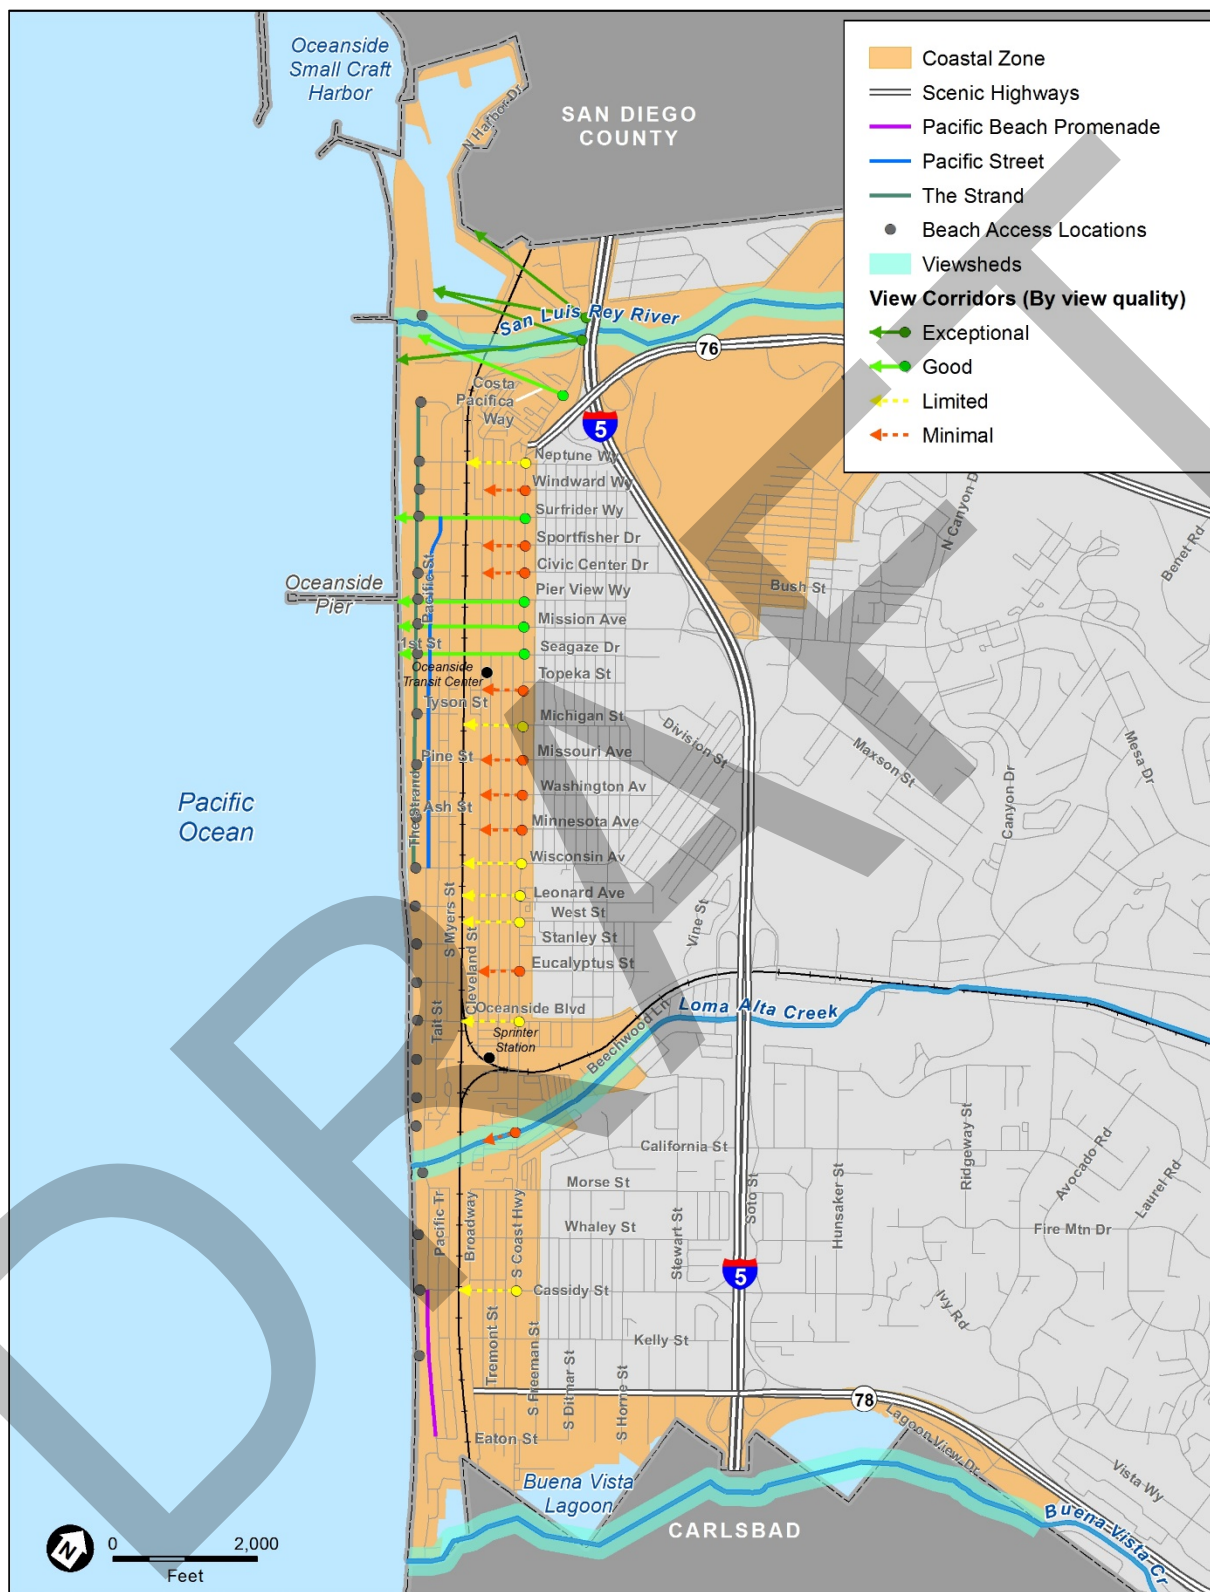 Oceanside
Small Craft
Harbor
N Harbor Dr
SAN DIEGO
COUNTY
Coastal Zone
Scenic Highways
Pacific Beach Promenade
Pacific Street
The Strand
Beach Access Locations
Viewsheds
View Corridors (By view quality)
Exceptional
Good
Limited
Minimal
San Luis Rey River
76
Costa
Pacifica
Way
5
Neptune Wy
Windward Wy
Surfrider Wy
Sportfisher Dr
Civic Center Dr
Pier View Wy
Mission Ave
Seagaze Dr
Topeka St
Michigan St
Missouri Ave
Washington Av
Minnesota Ave
Wisconsin Av
Leonard Ave
West St
Stanley St
Eucalyptus St
Oceanside Blvd
N Canyon D
Benet Rd
Bush St
Oceanside
Pier
Pacific St
1st St
Oceanside
Transit Center
Tyson St
Pine St
Ash St
The Strand
Division St
Maxson St
Mesa Dr
Canyon Dr
Pacific
Ocean
S Myers St
Cleveland St
Tait St
Vine St
Sprinter
Station
Beechwood Ln
Loma Alta Creek
California St
Morse St
Whaley St
Cassidy St
Kelly St
Pacific Tr
Broadway
S Coast Hwy
Stewart St
Soto St
Hunsaker St
Ridgeway St
Avocado Rd
Laurel Rd
Fire Mtn Dr
Ivy Rd
5
Tremont St
S Freeman St
S Ditmar St
S Horne St
78
Eaton St
Lagoon View Dr
Vista Wy
Buena Vista
Lagoon
CARLSBAD
Buena Vista Cr
N
0 2,000
Feet
DRAFT